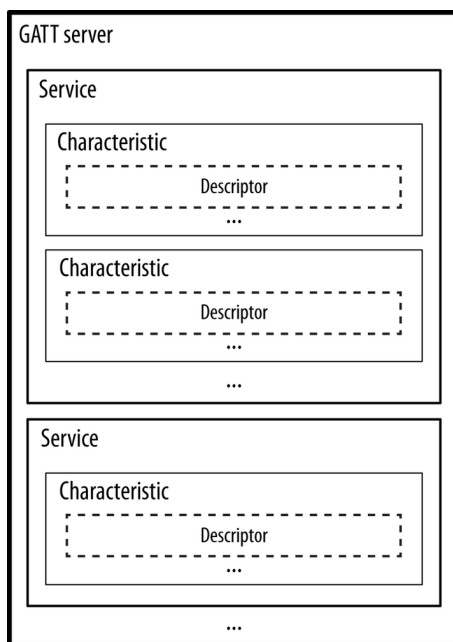 GATT server
Service
Characteristic
Descriptor
...
Characteristic
Descriptor
...
...
Service
Characteristic
Descriptor
...
...